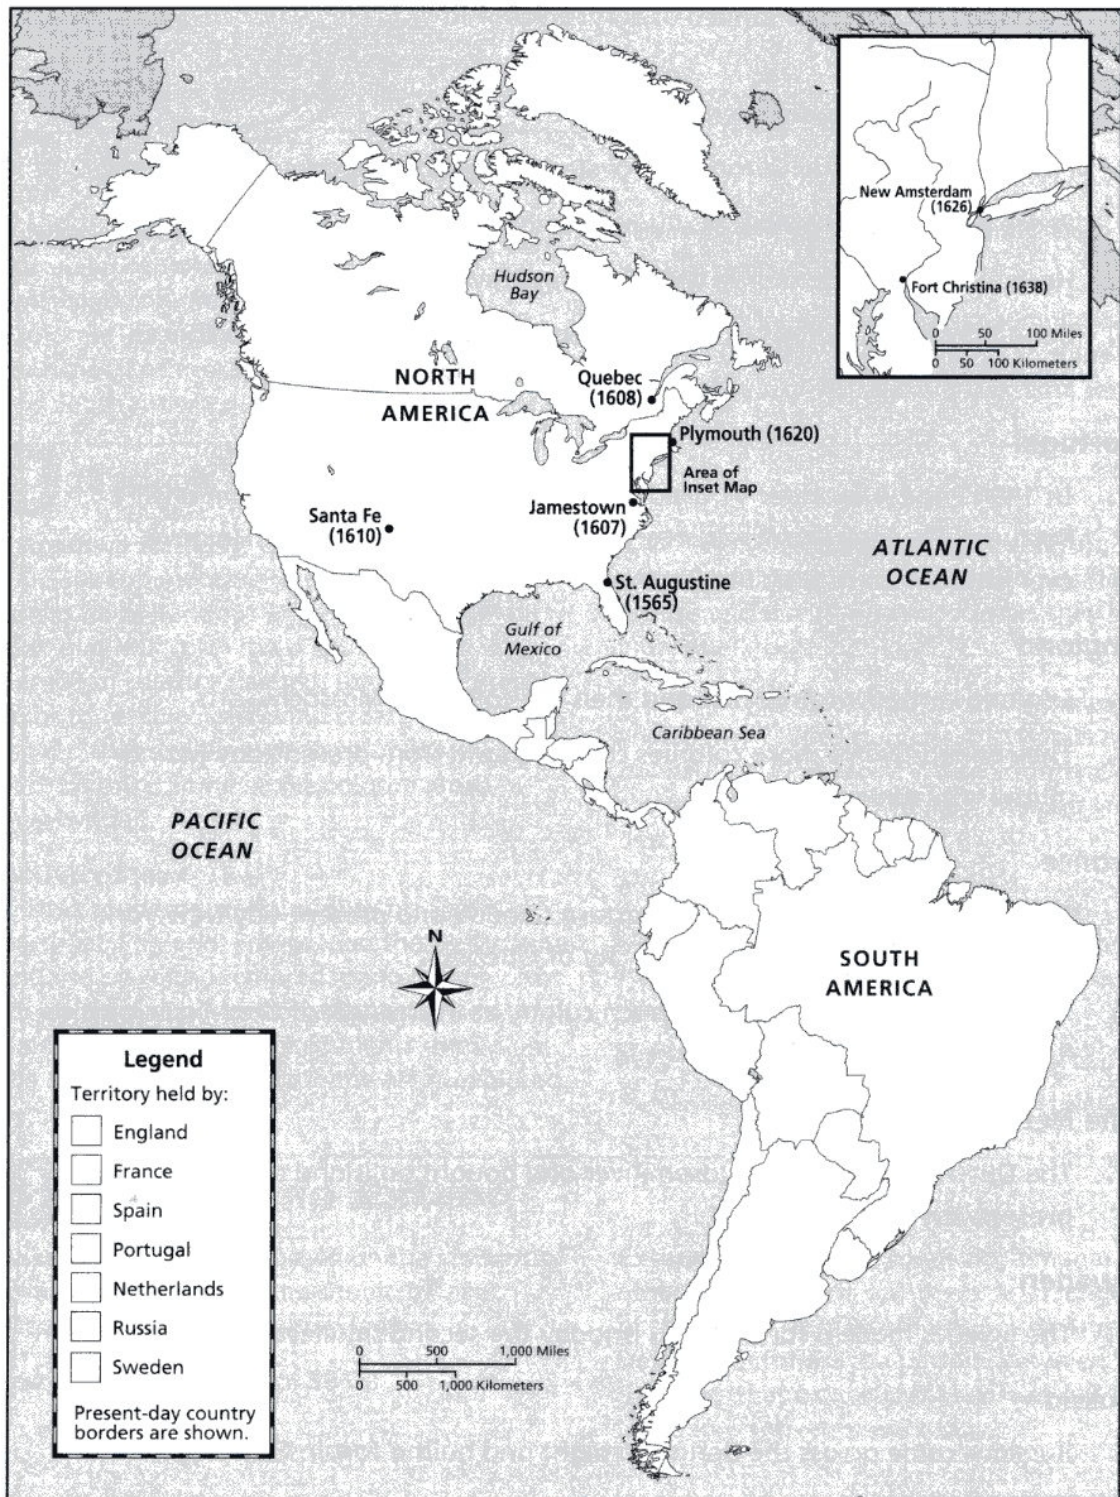 New Amsterdam
(1626)
Fort Christina (1638)
0 50 100 Miles
0 50 100 Kilometers
Hudson
Bay
NORTH
AMERICA
Quebec
(1608)
Plymouth (1620)
Area of
Inset Map
Jamestown
(1607)
Santa Fe
(1610)
St. Augustine
(1565)
ATLANTIC
OCEAN
Gulf of
Mexico
Caribbean Sea
PACIFIC
OCEAN
N
SOUTH
AMERICA
Legend
Territory held by:
England
France
Spain
Portugal
Netherlands
Russia
Sweden
Present-day country
borders are shown.
0 500 1,000 Miles
0 500 1,000 Kilometers